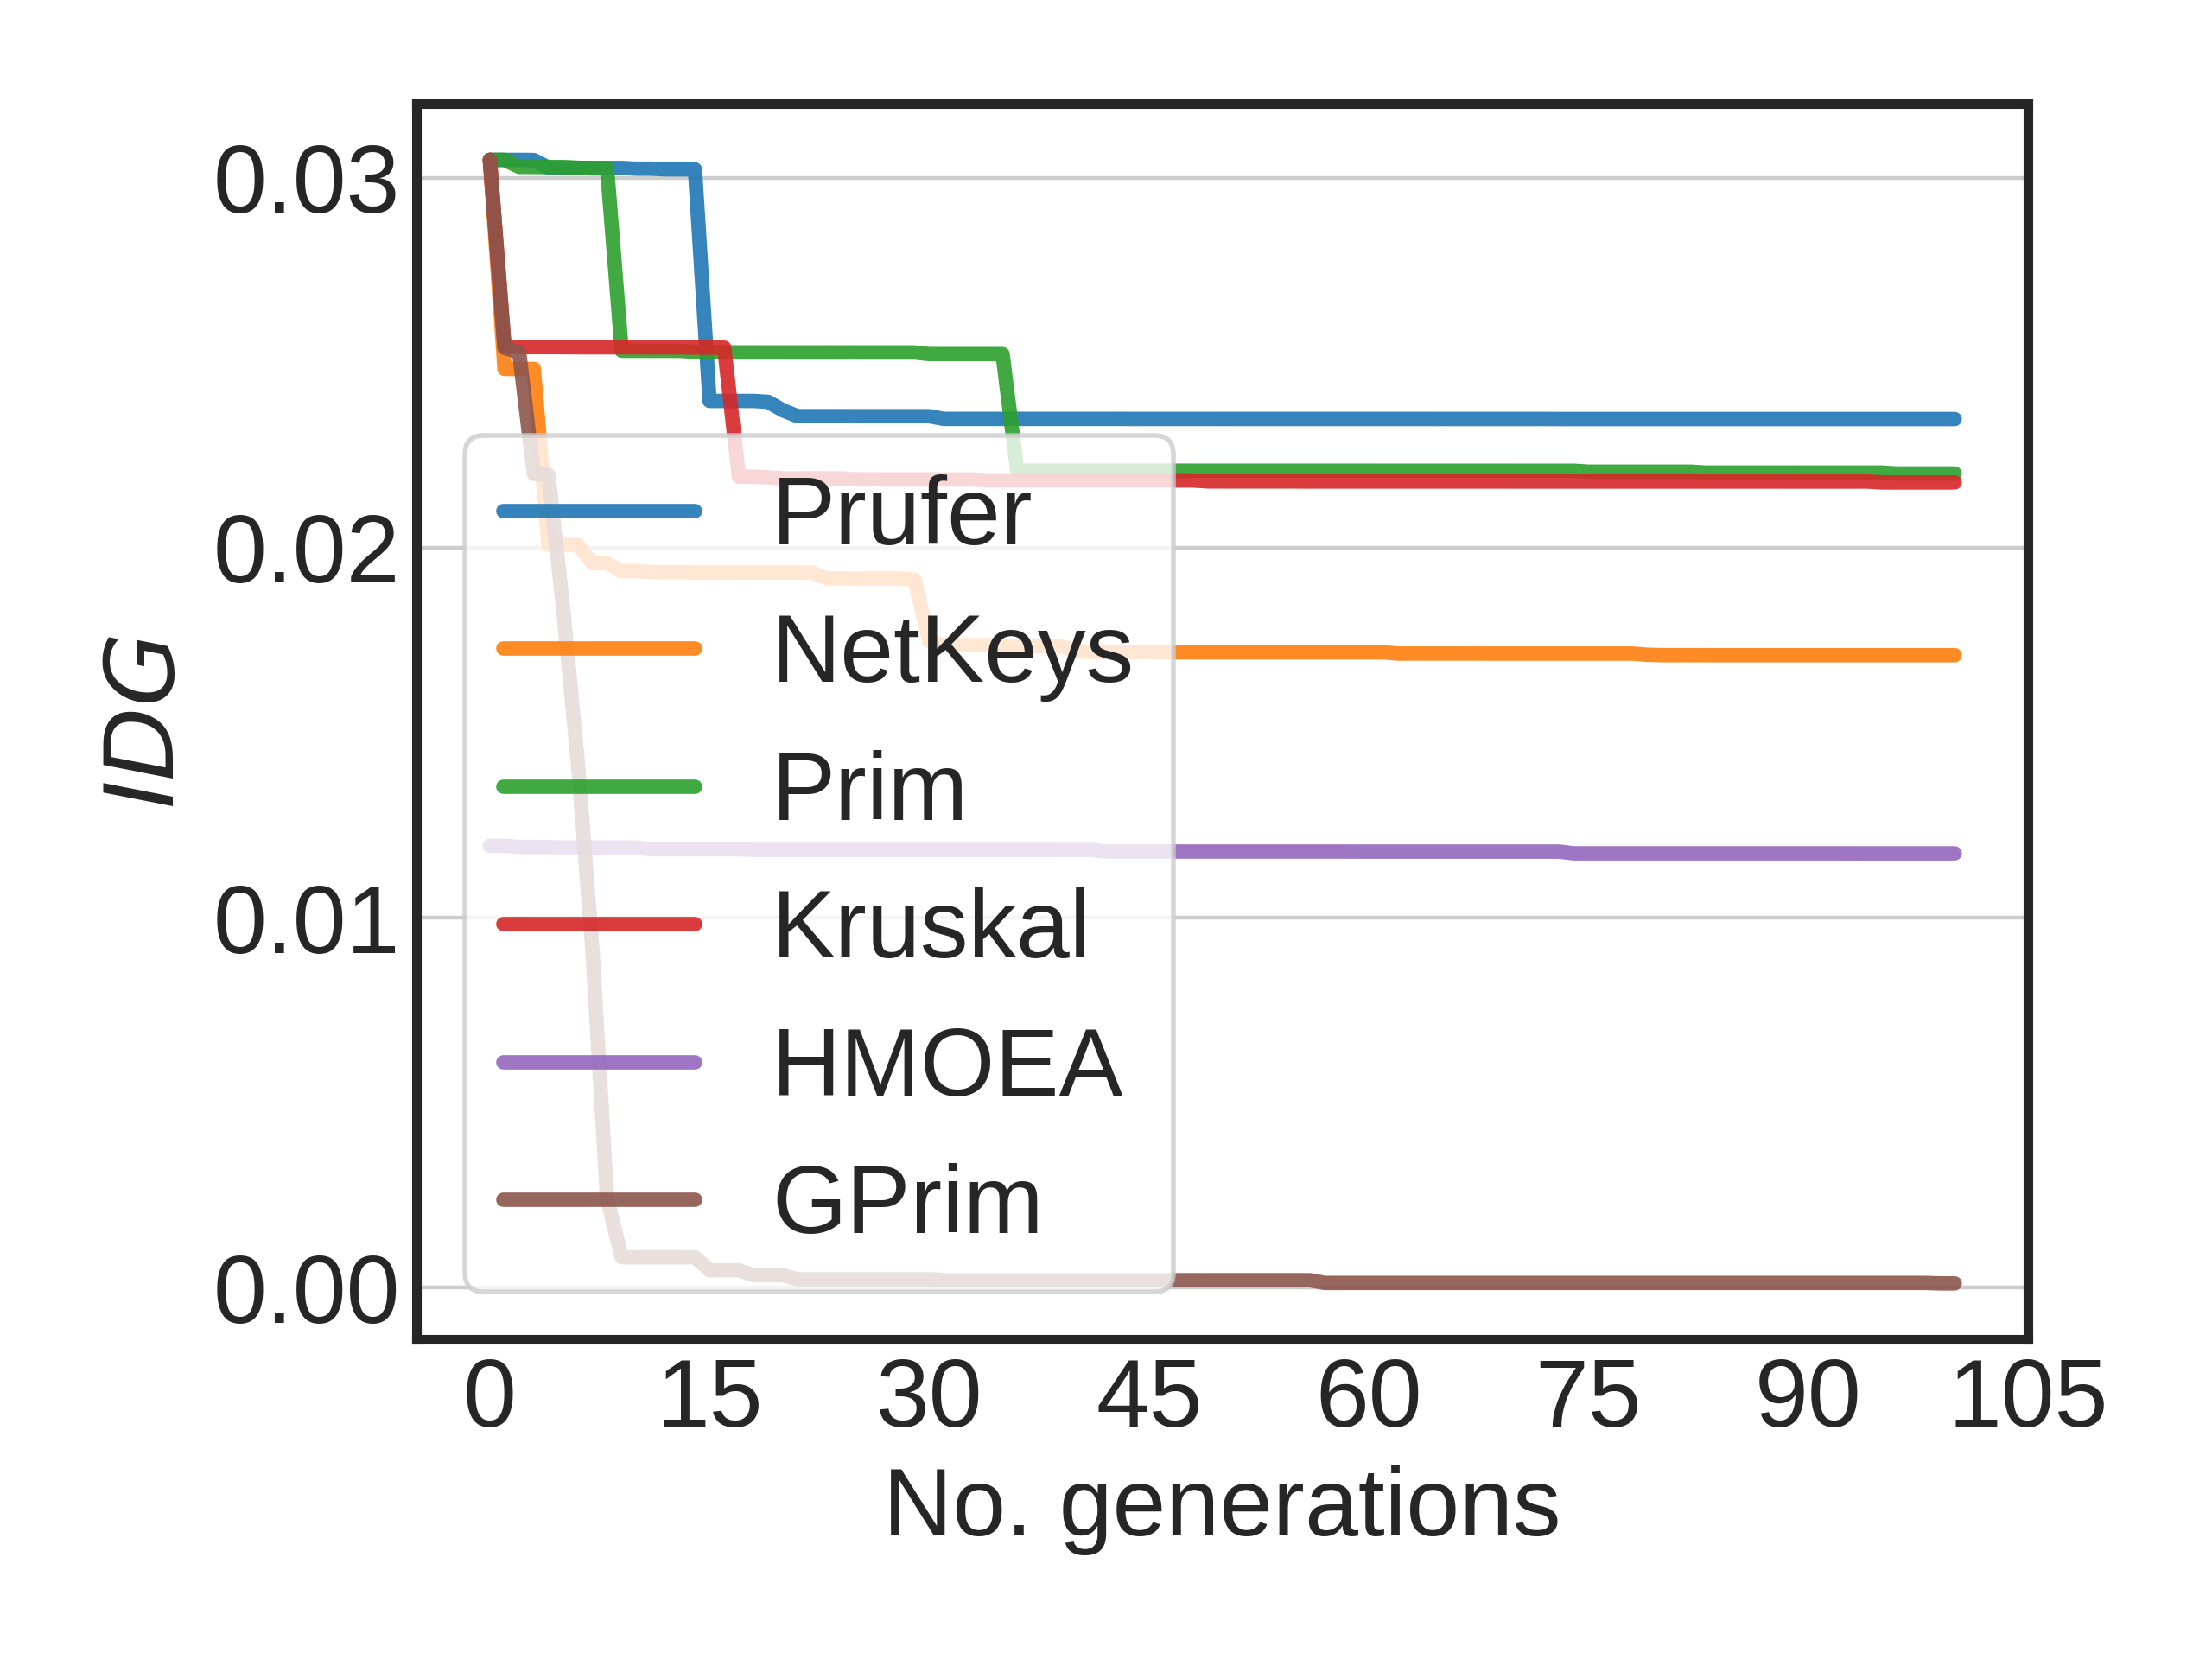 0.03
0.02
0.01
0.00
IDG
Prufer
NetKeys
Prim
Kruskal
HMOEA
GPrim
0 15 30 45 60 75 90 105
No. generations